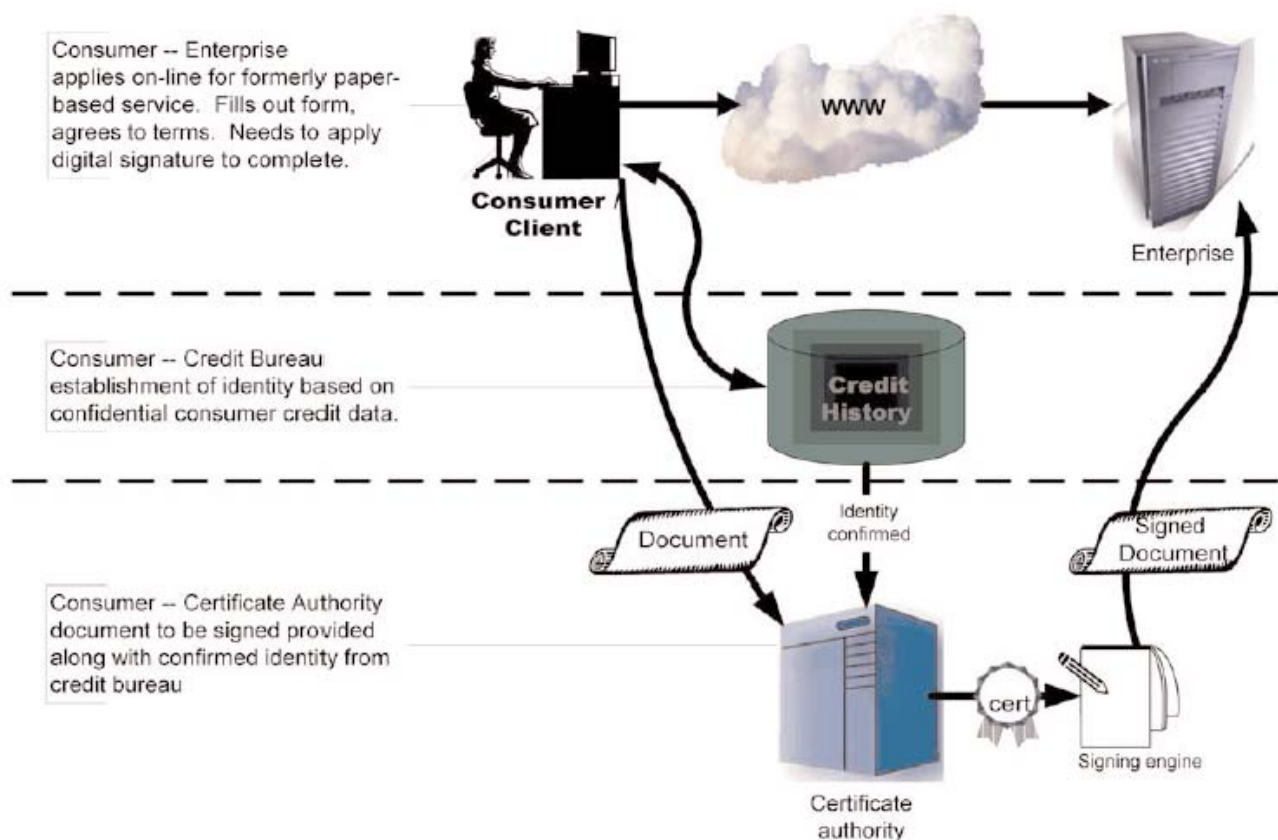 Consumer -- Enterprise
applies on-line for formerly paper-
based service. Fills out form,
agrees to terms. Needs to apply
digital signature to complete.
Consumer /
Client
WWW
Enterprise
Consumer -- Credit Bureau
establishment of identity based on
confidential consumer credit data.
Credit
History
Identity
confirmed
Document
Signed
Document
Consumer -- Certificate Authority
document to be signed provided
along with confirmed identity from
credit bureau
cert
Signing engine
Certificate
authority